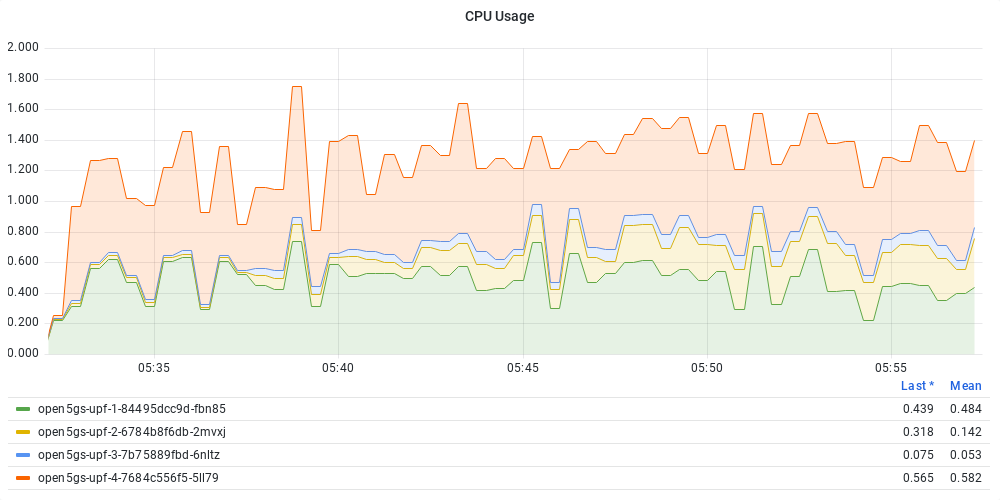 CPU Usage
2.000
1.800
1.600
1.400
1.200
1.000
0.800
0.600
0.400
0.200
0.000
05:35 05:40 05:45 05:50 05:55
Last * Mean
open5gs-upf-1-84495dcc9d-fbn85 0.439 0.484
open5gs-upf-2-6784b8f6db-2mvxj 0.318 0.142
open5gs-upf-3-7b75889fbd-6nltz 0.075 0.053
open5gs-upf-4-7684c556f5-5ll79 0.565 0.582